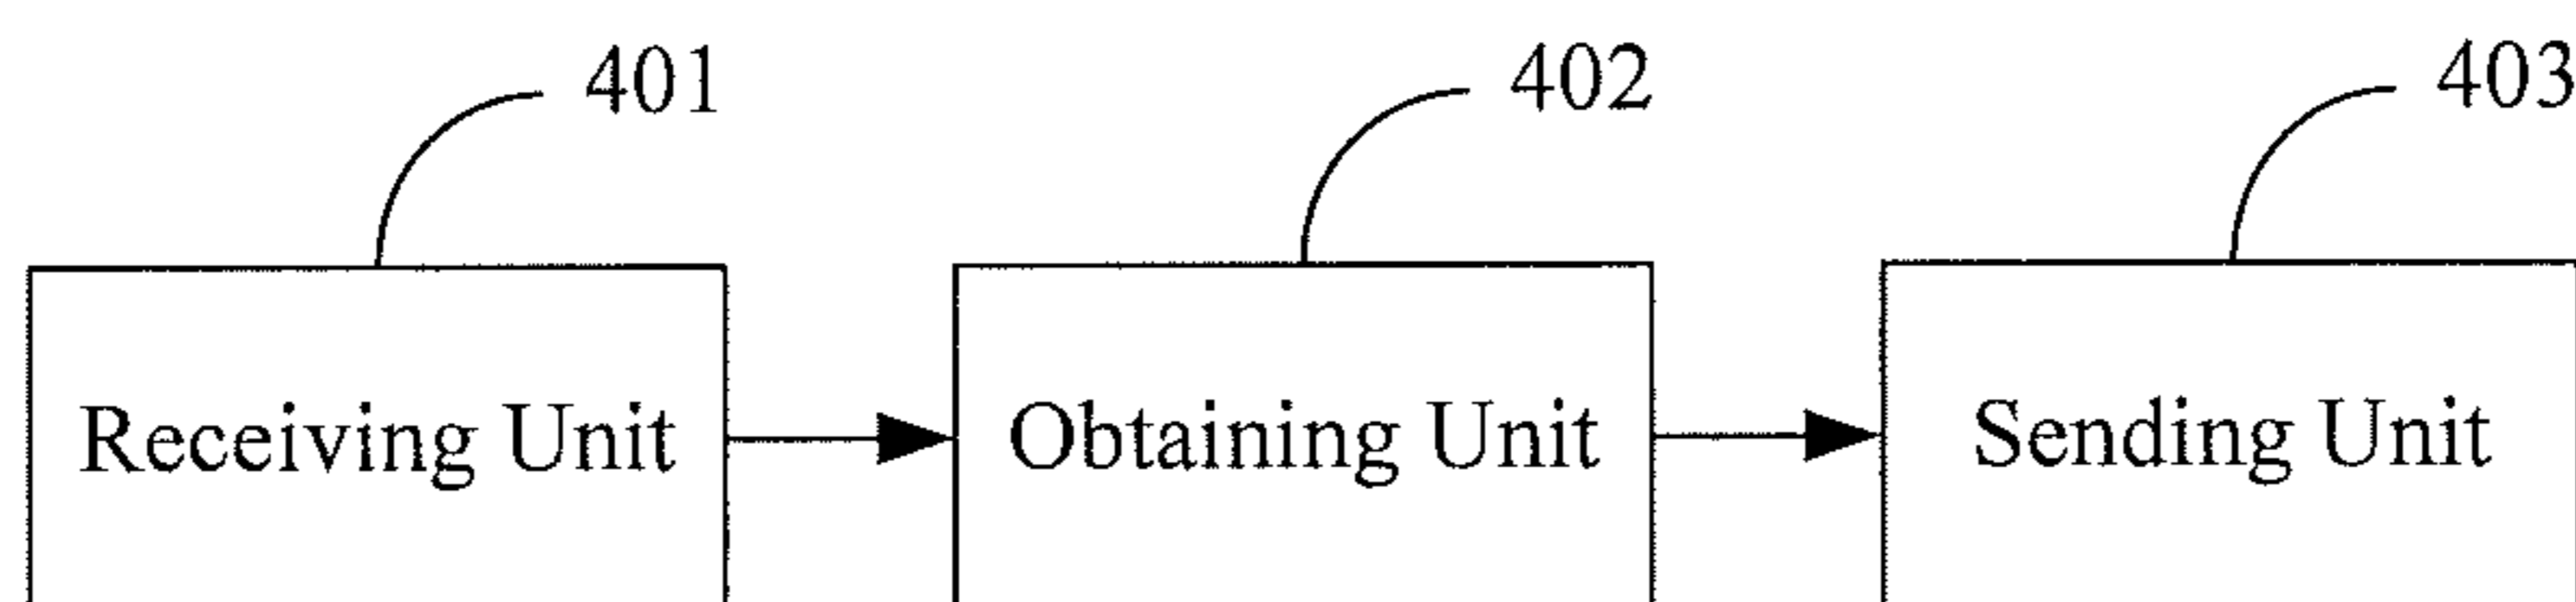 401 402 403
Receiving Unit Obtaining Unit Sending Unit